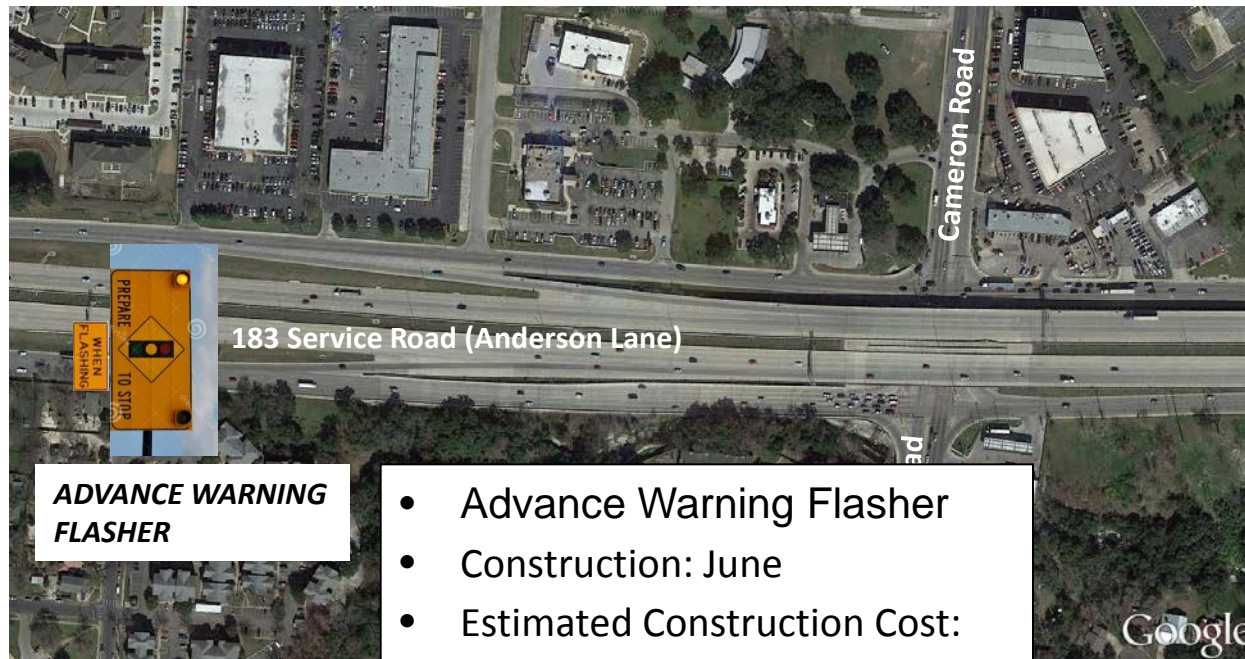 Cameron Road
183 Service Road (Anderson Lane)
PREPARE
TO STOP
WHEN
FLASHING
ADVANCE WARNING
FLASHER
ad
• Advance Warning Flasher
• Construction: June
• Estimated Construction Cost:
Google